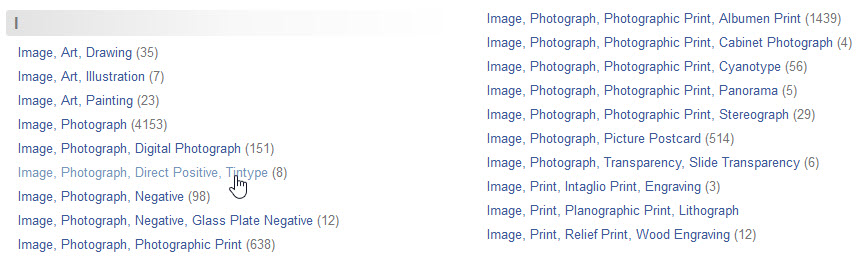 I
Image, Art, Drawing (35)
Image, Art, Illustration (7)
Image, Art, Painting (23)
Image, Photograph (4153)
Image, Photograph, Digital Photograph (151)
Image, Photograph, Direct Positive, Tintype (8)
Image, Photograph, Negative (98)
Image, Photograph, Negative, Glass Plate Negative (12)
Image, Photograph, Photographic Print (638)
Image, Photograph, Photographic Print, Albumen Print (1439)
Image, Photograph, Photographic Print, Cabinet Photograph (4)
Image, Photograph, Photographic Print, Cyanotype (56)
Image, Photograph, Photographic Print, Panorama (5)
Image, Photograph, Photographic Print, Stereograph (29)
Image, Photograph, Picture Postcard (514)
Image, Photograph, Transparency, Slide Transparency (6)
Image, Print, Intaglio Print, Engraving (3)
Image, Print, Planographic Print, Lithograph
Image, Print, Relief Print, Wood Engraving (12)